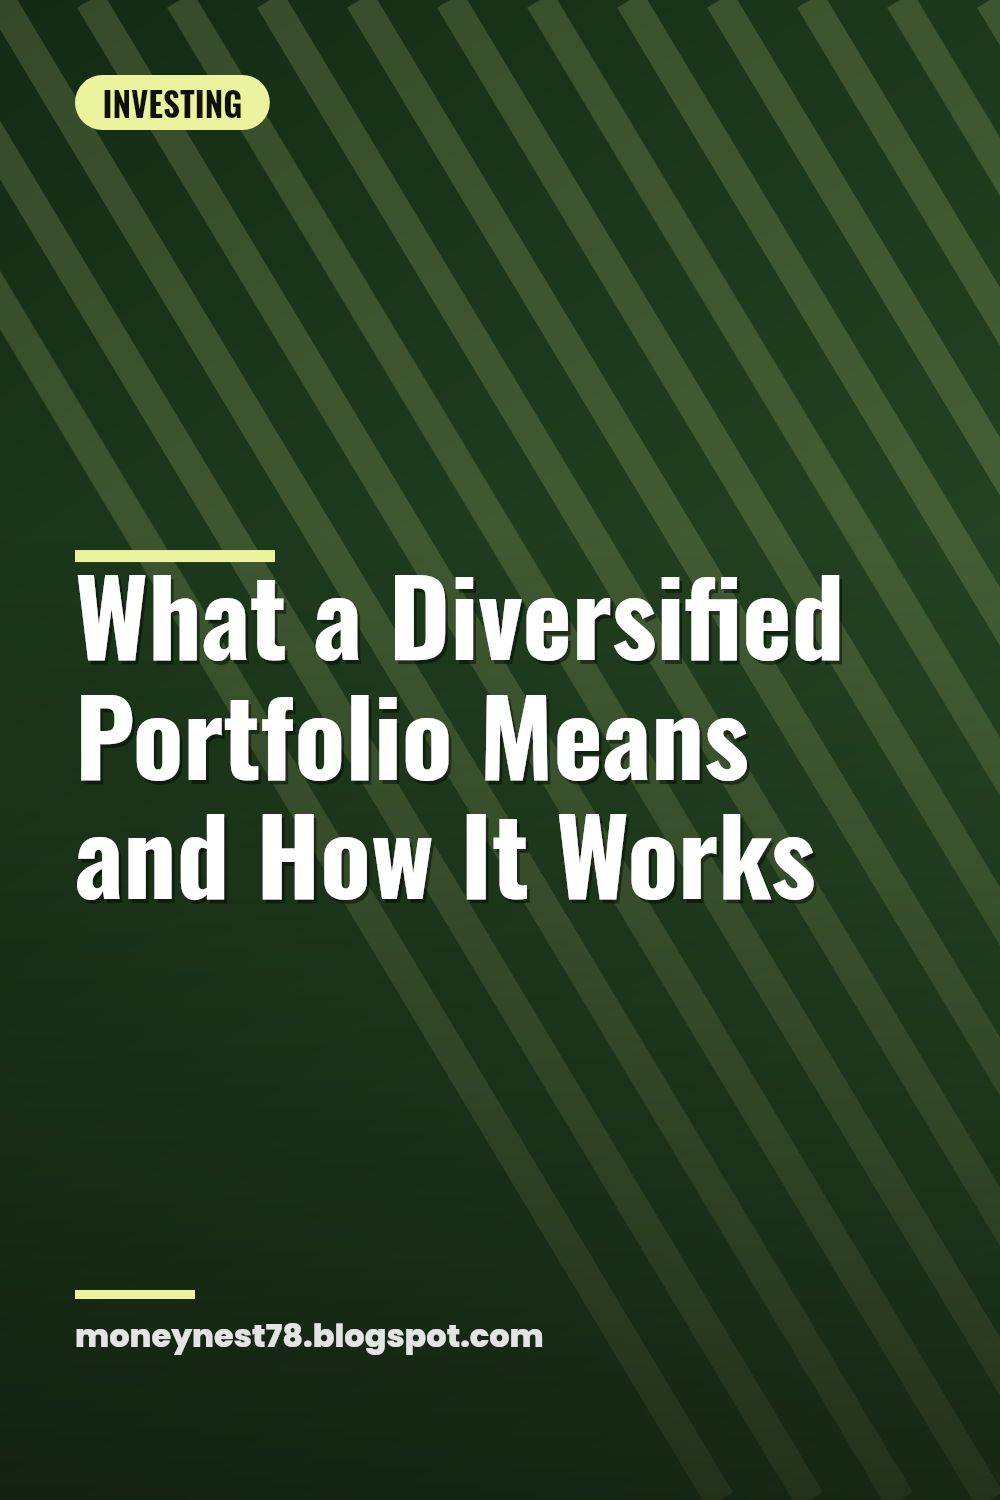 INVESTING
What a Diversified
Portfolio Means
and How It Works
moneynest78.blogspot.com